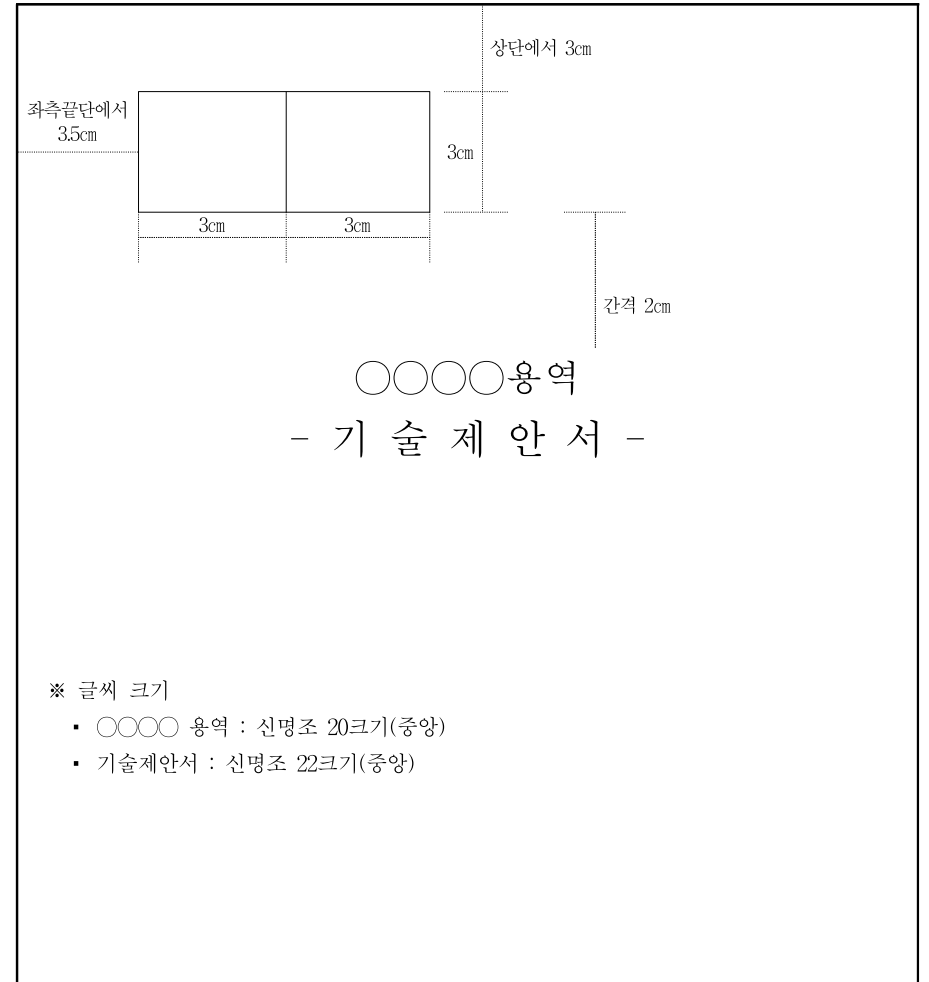 상단에서 3㎝
좌측끝단에서
3.5㎝
3㎝
3㎝ 3㎝
간격 2㎝
○○○○용역
- 기 술 제 안 서 -
※ 글씨 크기
▪ ○○○○ 용역 : 신명조 20크기(중앙)
▪ 기술제안서 : 신명조 22크기(중앙)